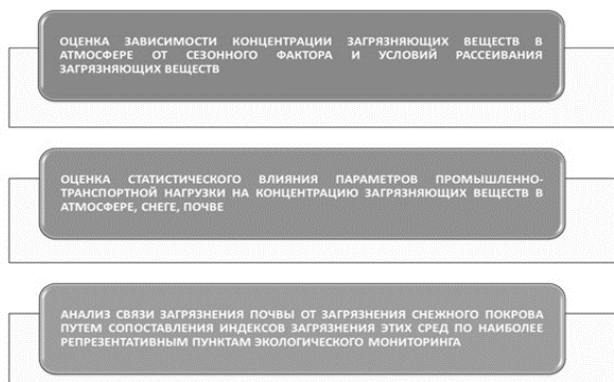 ОЦЕНКА ЗАВИСИМОСТИ КОНЦЕНТРАЦИИ ЗАГРЯЗНЯЮЩИХ ВЕЩЕСТВ В
АТМОСФЕРЕ ОТ СЕЗОННОГО ФАКТОРА И УСЛОВИЙ РАССЕИВАНИЯ
ЗАГРЯЗНЯЮЩИХ ВЕЩЕСТВ
ОЦЕНКА СТАТИСТИЧЕСКОГО ВЛИЯНИЯ ПАРАМЕТРОВ ПРОМЫШЛЕННО-
ТРАНСПОРТНОЙ НАГРУЗКИ НА КОНЦЕНТРАЦИЮ ЗАГРЯЗНЯЮЩИХ ВЕЩЕСТВ В
АТМОСФЕРЕ, СНЕГЕ, ПОЧВЕ
АНАЛИЗ СВЯЗИ ЗАГРЯЗНЕНИЯ ПОЧВЫ ОТ ЗАГРЯЗНЕНИЯ СНЕЖНОГО ПОКРОВА
ПУТЕМ СОПОСТАВЛЕНИЯ ИНДЕКСОВ ЗАГРЯЗНЕНИЯ ЭТИХ СРЕД ПО НАИБОЛЕЕ
РЕПРЕЗЕНТАТИВНЫМ ПУНКТАМ ЭКОЛОГИЧЕСКОГО МОНИТОРИНГА